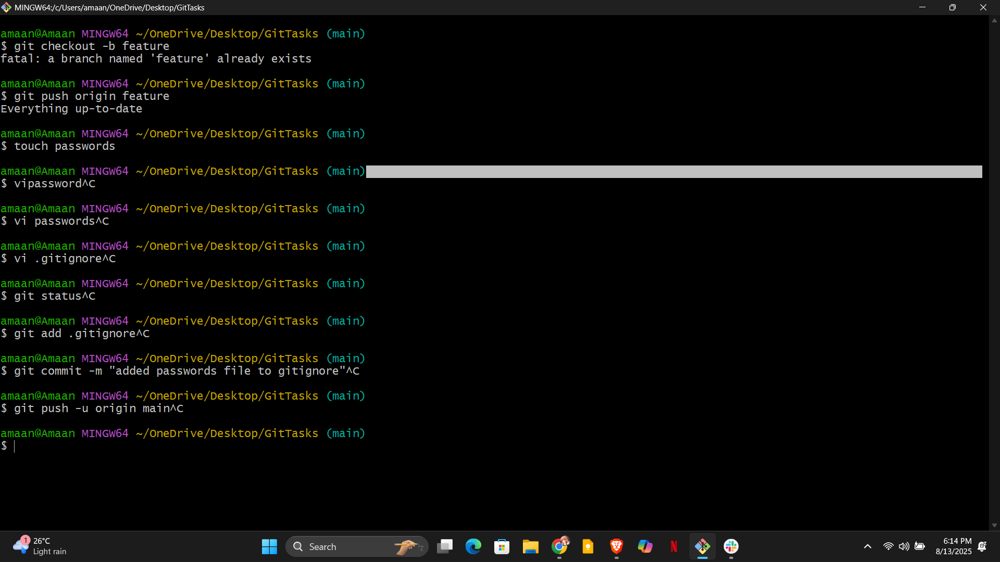 MINGW64:/c/Users/amaan/OneDrive/Desktop/GitTasks
amaan@Amaan MINGW64 ~/OneDrive/Desktop/GitTasks (main)
$ git checkout -b feature
fatal: a branch named 'feature' already exists
amaan@Amaan MINGW64 ~/OneDrive/Desktop/GitTasks (main)
$ git push origin feature
Everything up-to-date
amaan@Amaan MINGW64 ~/OneDrive/Desktop/GitTasks (main)
$ touch passwords
amaan@Amaan MINGW64 ~/OneDrive/Desktop/GitTasks (main)
$ vipassword^C
amaan@Amaan MINGW64 ~/OneDrive/Desktop/GitTasks (main)
$ vi passwords^C
amaan@Amaan MINGW64 ~/OneDrive/Desktop/GitTasks (main)
$ vi .gitignore^C
amaan@Amaan MINGW64 ~/OneDrive/Desktop/GitTasks (main)
$ git status^C
amaan@Amaan MINGW64 ~/OneDrive/Desktop/GitTasks (main)
$ git add .gitignore^C
amaan@Amaan MINGW64 ~/OneDrive/Desktop/GitTasks (main)
$ git commit -m "added passwords file to gitignore"^C
amaan@Amaan MINGW64 ~/OneDrive/Desktop/GitTasks (main)
$ git push -u origin main^C
amaan@Amaan MINGW64 ~/OneDrive/Desktop/GitTasks (main)
$
1
26°C
Light rain
Search
6:14 PM
8/13/2025